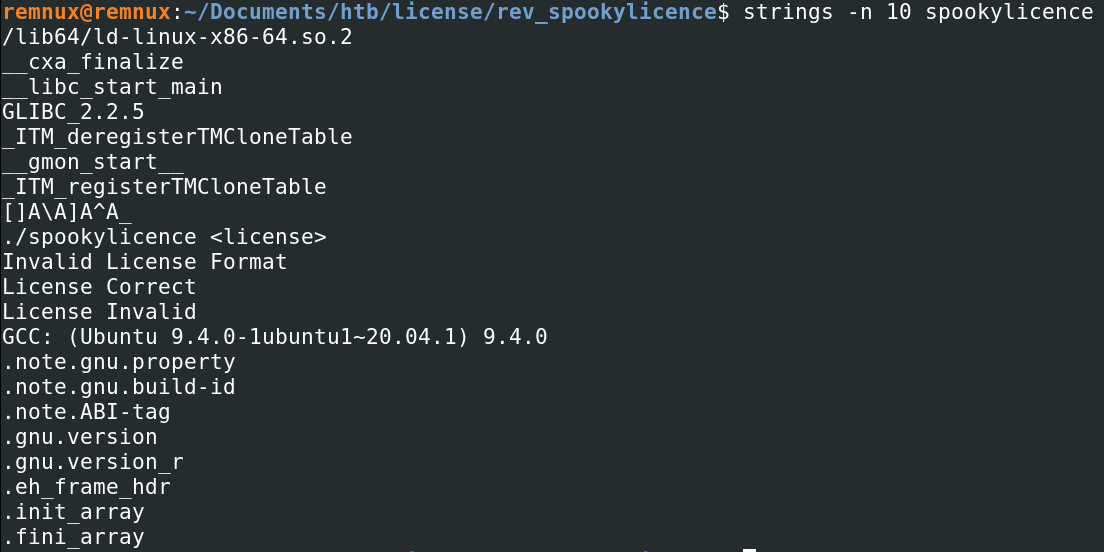 remnux@remnux:~/Documents/htb/license/rev_spookylicence$ strings -n 10 spookylicence
/lib64/ld-linux-x86-64.so.2
__cxa_finalize
__libc_start_main
GLIBC_2.2.5
_ITM_deregisterTMCloneTable
__gmon_start__
_ITM_registerTMCloneTable
[]A\A]A^A_
./spookylicence <license>
Invalid License Format
License Correct
License Invalid
GCC: (Ubuntu 9.4.0-1ubuntu1~20.04.1) 9.4.0
.note.gnu.property
.note.gnu.build-id
.note.ABI-tag
.gnu.version
.gnu.version_r
.eh_frame_hdr
.init_array
.fini_array